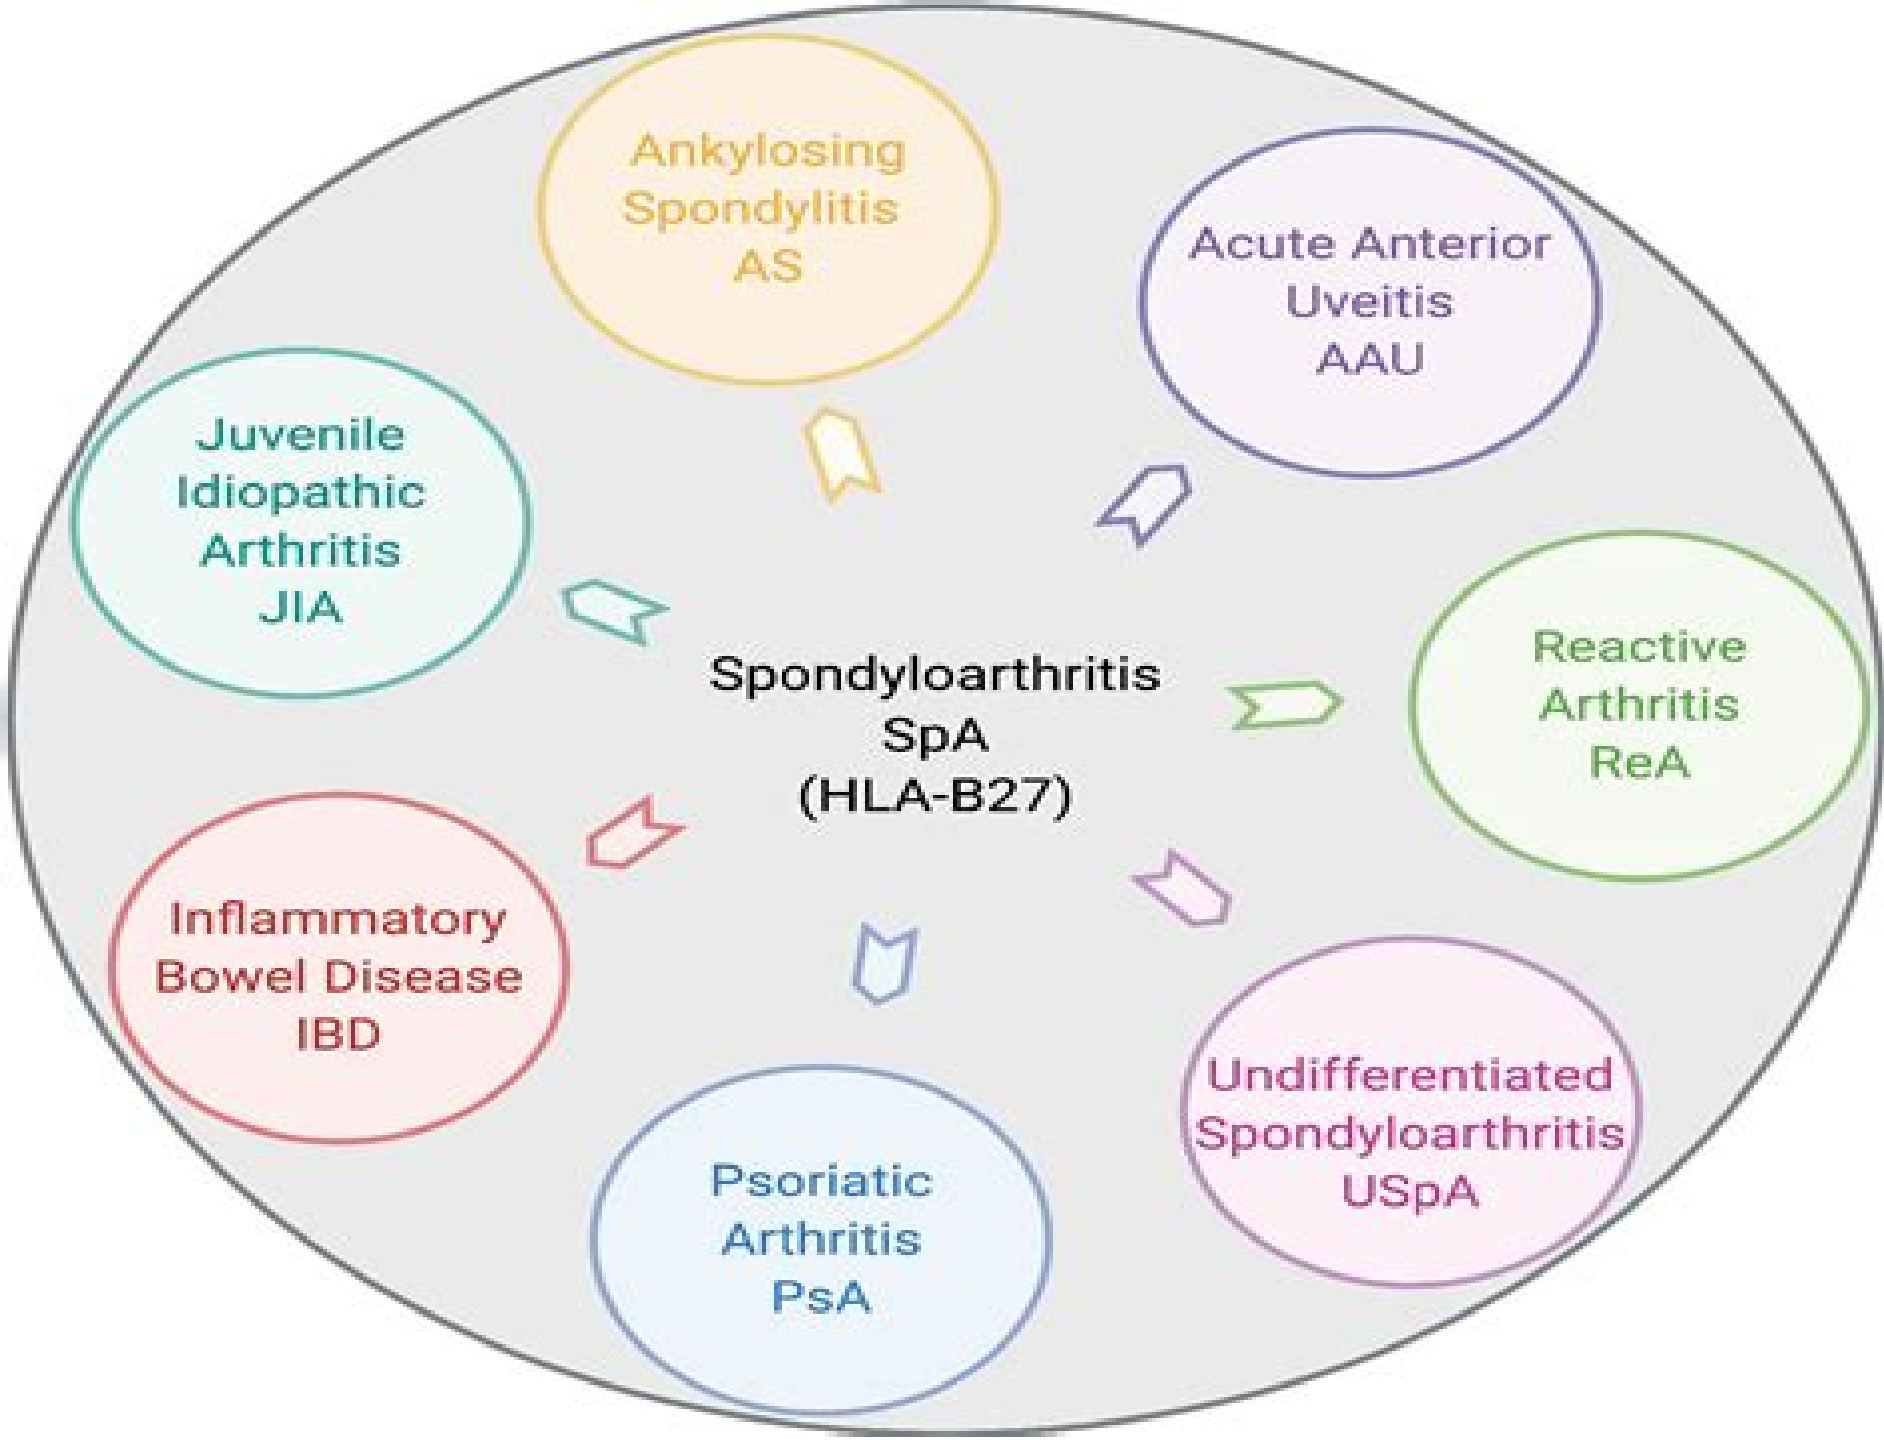 Ankylosing
Spondylitis
AS
Acute Anterior
Uveitis
AAU
Juvenile
Idiopathic
Arthritis
JIA
Reactive
Arthritis
ReA
Spondyloarthritis
SpA
(HLA-B27)
Inflammatory
Bowel Disease
IBD
Undifferentiated
Spondyloarthritis
USpA
Psoriatic
Arthritis
PsA